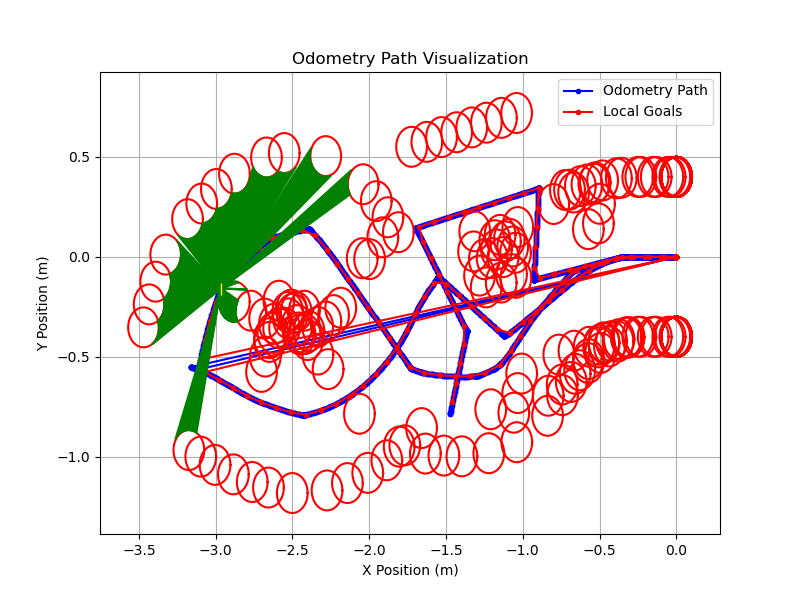 Odometry Path Visualization
Odometry Path
Local Goals
Y Position (m)
0.5
0.0
−0.5
−1.0
−3.5
−3.0
−2.5
−2.0
−1.5
−1.0
−0.5
0.0
X Position (m)